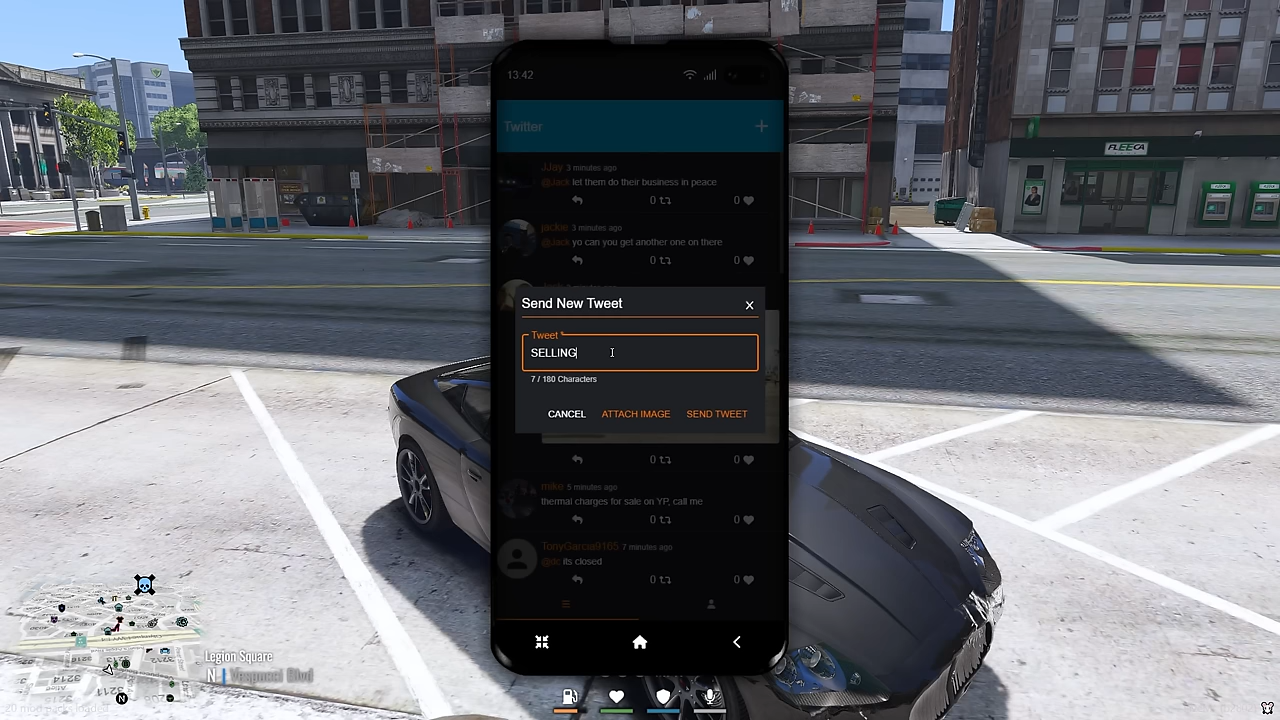 13.42
Twitter
JJay 3 minutes ago
@Jack let them do their business in peace
0 0
jackie 3 minutes ago
@Jack yo can you get another one on there
0 0
Send New Tweet
Tweet *
SELLING
7 / 180 Characters
CANCEL ATTACH IMAGE SEND TWEET
0 0
mike 5 minutes ago
thermal charges for sale on YP, call me
0 0
TonyGarcia9165 7 minutes ago
@dc its closed
0 0
FLEECA
Legion Square
N | Vespucci Blvd